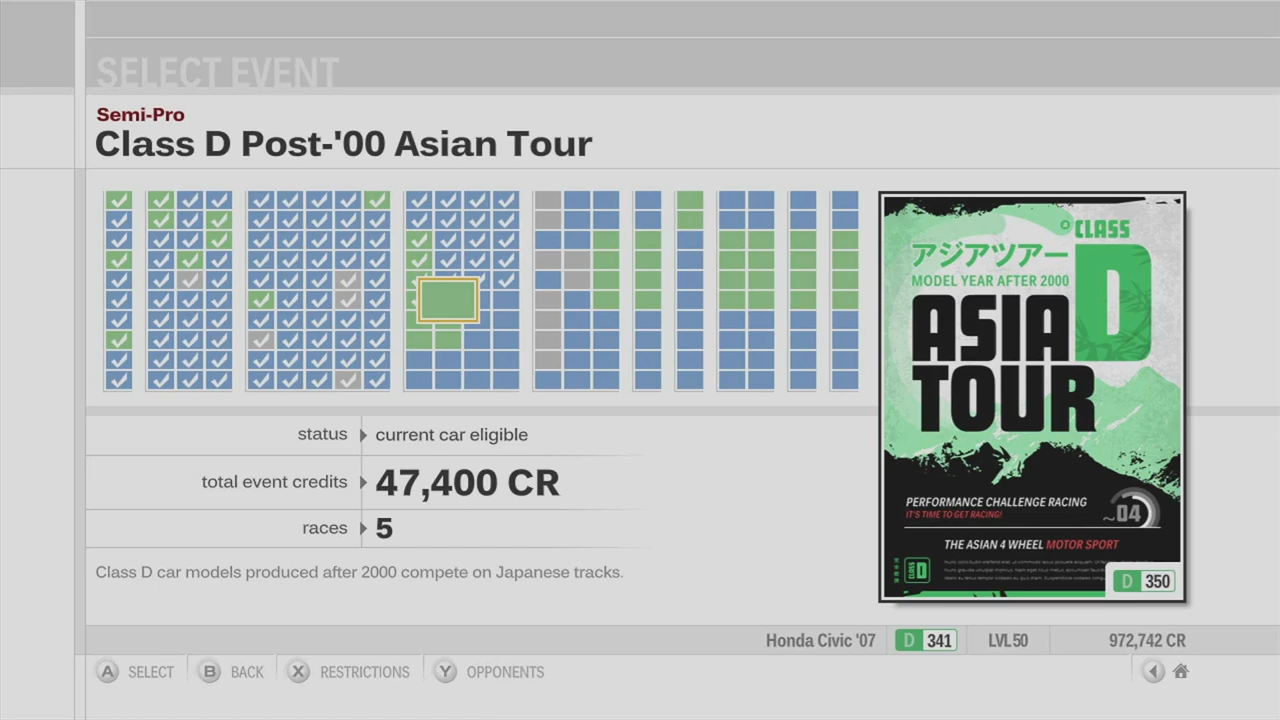 SELECT EVENT
Semi-Pro
Class D Post-'00 Asian Tour
CLASS
D
アジアツアー
MODEL YEAR AFTER 2000
ASIA
TOUR
PERFORMANCE CHALLENGE RACING
IT'S TIME TO GET RACING!
~04
THE ASIAN 4 WHEEL MOTOR SPORT
CLASS D
D 350
status current car eligible
total event credits 47,400 CR
races 5
Class D car models produced after 2000 compete on Japanese tracks.
Honda Civic '07 D 341 LVL 50 972,742 CR
A SELECT B BACK X RESTRICTIONS Y OPPONENTS